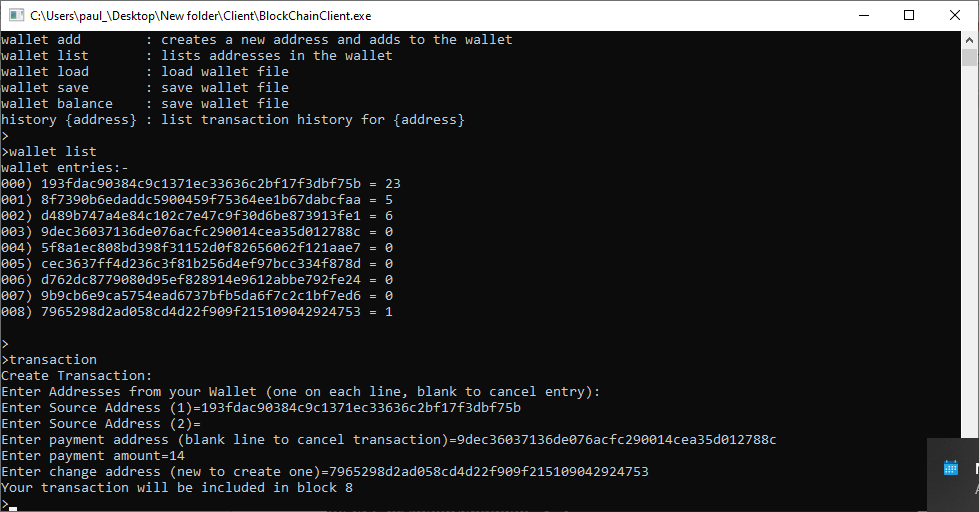 C:\Users\paul_\Desktop\New folder\Client\BlockChainClient.exe
wallet add        : creates a new address and adds to the wallet
wallet list       : lists addresses in the wallet
wallet load       : load wallet file
wallet save       : save wallet file
wallet balance    : save wallet file
history {address} : list transaction history for {address}
>
>wallet list
wallet entries:-
000) 193fdac90384c9c1371ec33636c2bf17f3dbf75b = 23
001) 8f7390b6edaddc5900459f75364ee1b67dabcfaa = 5
002) d489b747a4e84c102c7e47c9f30d6be873913fe1 = 6
003) 9dec36037136de076acfc290014cea35d012788c = 0
004) 5f8a1ec808bd398f31152d0f82656062f121aae7 = 0
005) cec3637ff4d236c3f81b256d4ef97bcc334f878d = 0
006) d762dc8779080d95ef828914e9612abbe792fe24 = 0
007) 9b9cb6e9ca5754ead6737bfb5da6f7c2c1bf7ed6 = 0
008) 7965298d2ad058cd4d22f909f215109042924753 = 1
>
>transaction
Create Transaction:
Enter Addresses from your Wallet (one on each line, blank to cancel entry):
Enter Source Address (1)=193fdac90384c9c1371ec33636c2bf17f3dbf75b
Enter Source Address (2)=
Enter payment address (blank line to cancel transaction)=9dec36037136de076acfc290014cea35d012788c
Enter payment amount=14
Enter change address (new to create one)=7965298d2ad058cd4d22f909f215109042924753
Your transaction will be included in block 8
>